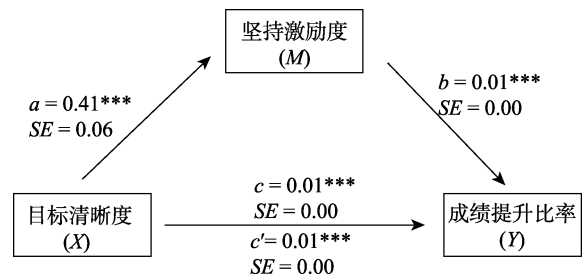 坚持激励度
(M)
a = 0.41***
SE = 0.06
b = 0.01***
SE = 0.00
目标清晰度
(X)
c = 0.01***
SE = 0.00
c' = 0.01***
SE = 0.00
成绩提升比率
(Y)